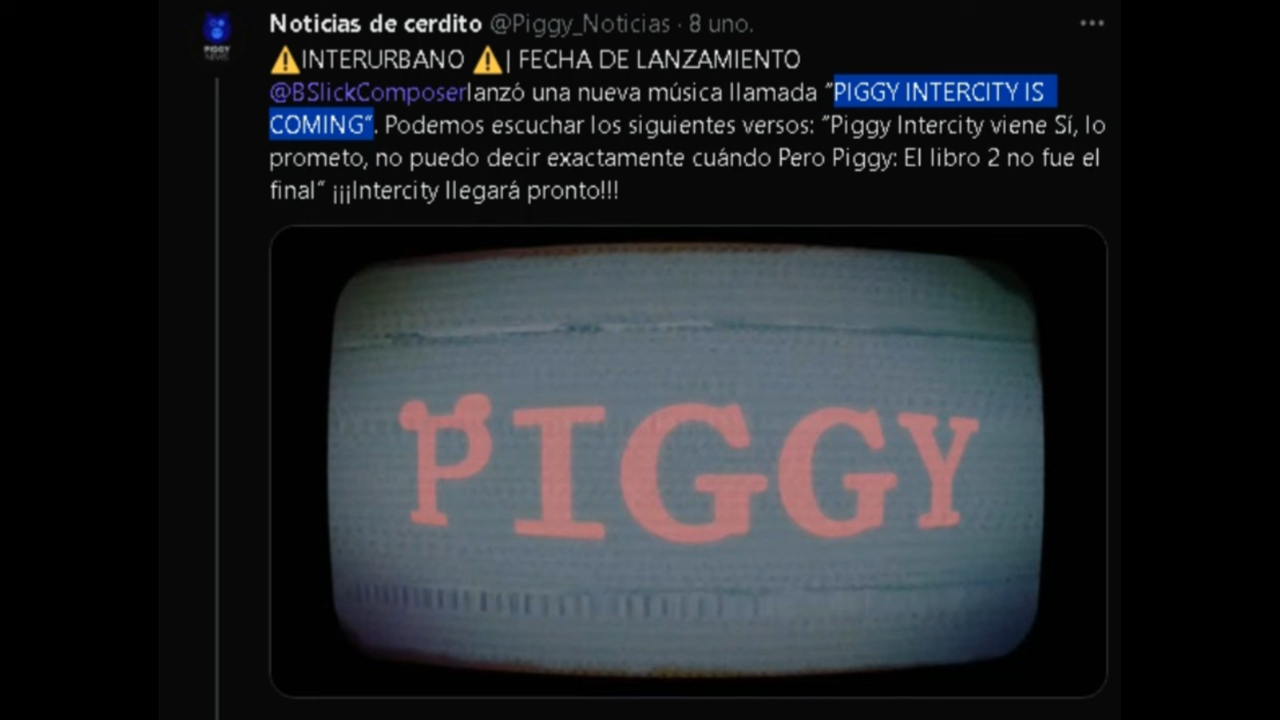 Noticias de cerdito @Piggy_Noticias · 8 uno.
⚠️INTERURBANO ⚠️| FECHA DE LANZAMIENTO
@BSlickComposerlanzó una nueva música llamada “PIGGY INTERCITY IS
COMING“. Podemos escuchar los siguientes versos: “Piggy Intercity viene Sí, lo
prometo, no puedo decir exactamente cuándo Pero Piggy: El libro 2 no fue el
final“ ¡¡¡Intercity llegará pronto!!!
PIGGY